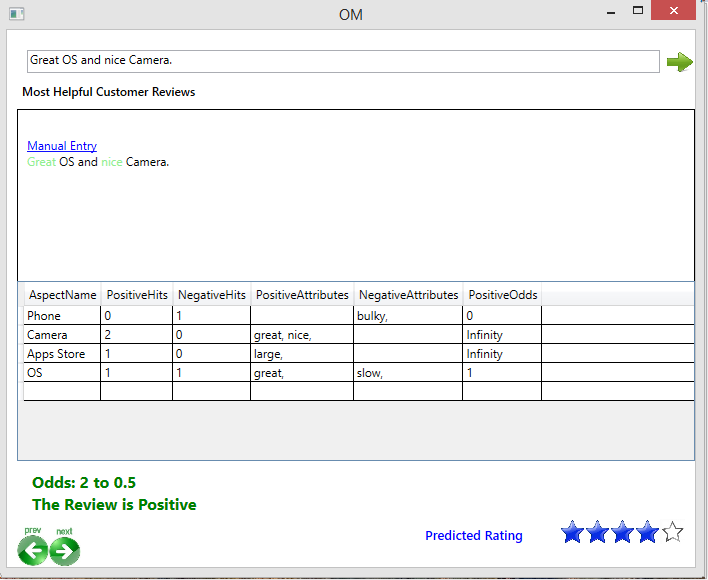 OM
Great OS and nice Camera.
Most Helpful Customer Reviews
Manual Entry
Great OS and nice Camera.
AspectName PositiveHits NegativeHits PositiveAttributes NegativeAttributes PositiveOdds
Phone 0 1 bulky, 0
Camera 2 0 great, nice, Infinity
Apps Store 1 0 large, Infinity
OS 1 1 great, slow, 1
Odds: 2 to 0.5
The Review is Positive
prev next
Predicted Rating